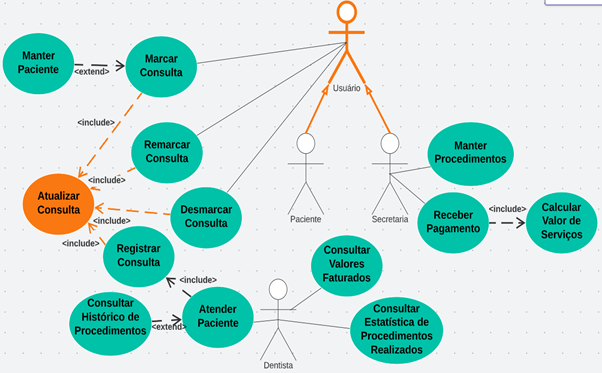 Manter
Paciente
<extend>
Marcar
Consulta
Usuário
<include>
Remarcar
Consulta
<include>
Atualizar
Consulta
Desmarcar
Consulta
<include>
<include>
Registrar
Consulta
Paciente
Secretaria
Manter
Procedimentos
Receber
Pagamento
<include>
Calcular
Valor de
Serviços
<include>
Consultar
Histórico de
Procedimentos
<extend>
Atender
Paciente
Dentista
Consultar
Valores
Faturados
Consultar
Estatística de
Procedimentos
Realizados